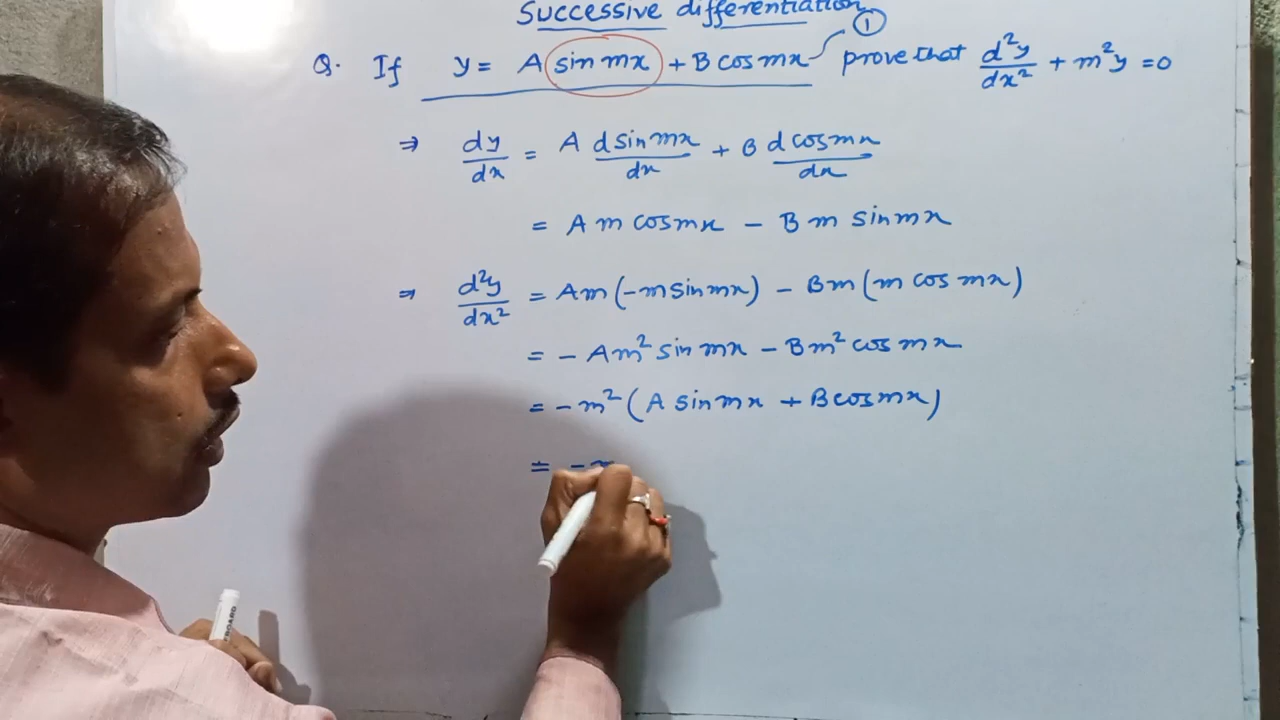 Successive differentiation
Q. If y = A sin mx + B cos mx ① prove that d²y/dx² + m²y = 0
⇒ dy/dx = A d sin mx/dx + B d cos mx/dx
= A m cos mx - B m sin mx
⇒ d²y/dx² = Am (-m sin mx) - Bm (m cos mx)
= - Am² sin mx - Bm² cos mx
= - m² (A sin mx + B cos mx)
= -